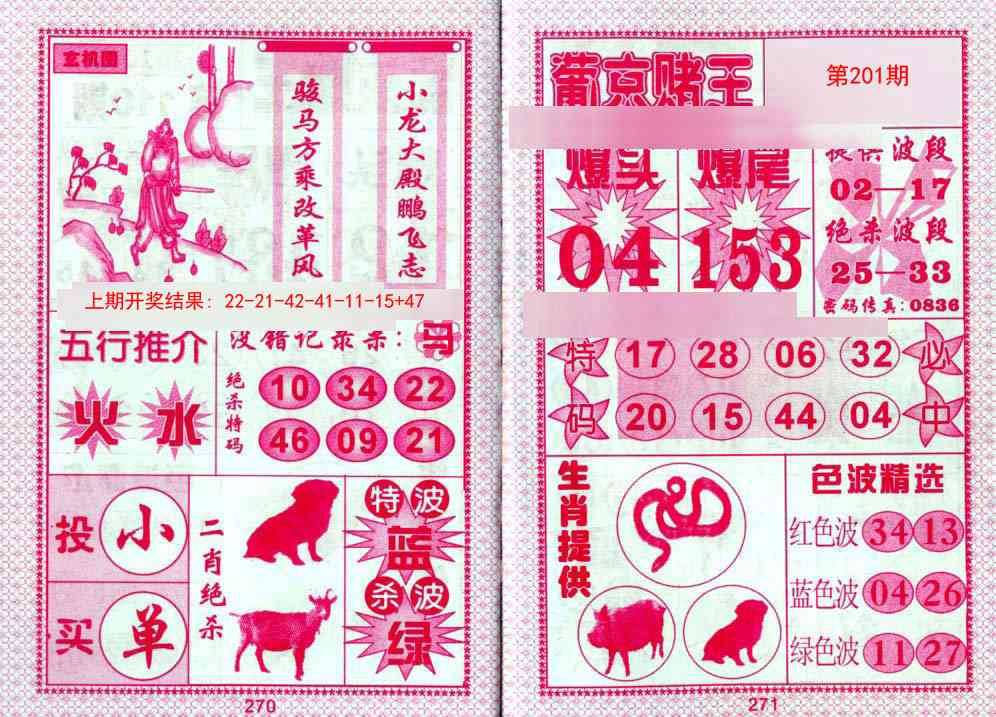 玄机图
小龙大殿鹏飞志
骏马方乘改革风
上期开奖结果：22-21-42-41-11-15+47
五行推介
火 水
没错记录杀：马
绝杀特码
10 34 22
46 09 21
投 小
买 单
二肖绝杀
特波
蓝
杀波
绿
270
葡京赌王
第201期
爆头 爆尾
04 153
提供波段
02—17
绝杀波段
25—33
密码传真:0836
特 17 28 06 32 必
码 20 15 44 04 中
生肖提供
色波精选
红色波 34 13
蓝色波 04 26
绿色波 11 27
271